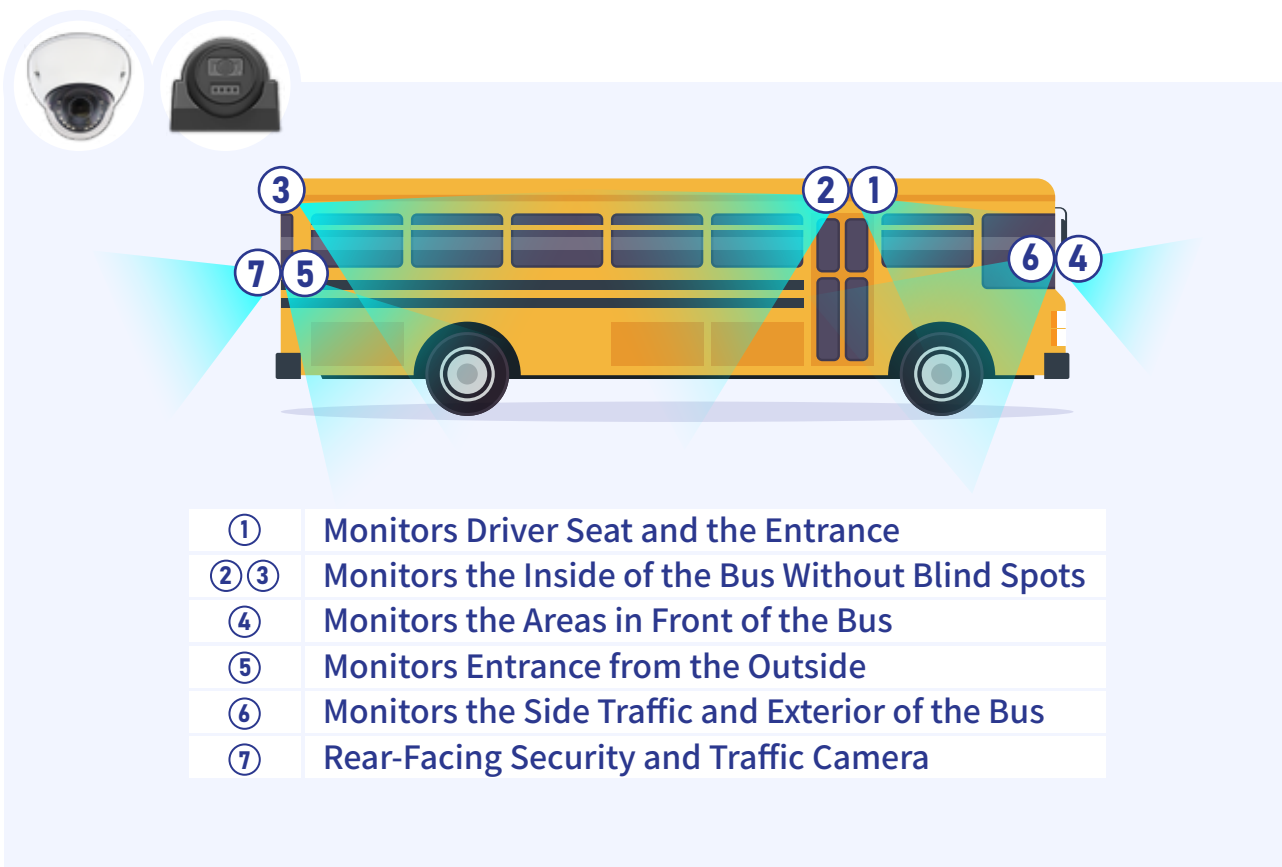 3 2 1
7 5 6 4
1 Monitors Driver Seat and the Entrance
2 3 Monitors the Inside of the Bus Without Blind Spots
4 Monitors the Areas in Front of the Bus
5 Monitors Entrance from the Outside
6 Monitors the Side Traffic and Exterior of the Bus
7 Rear-Facing Security and Traffic Camera